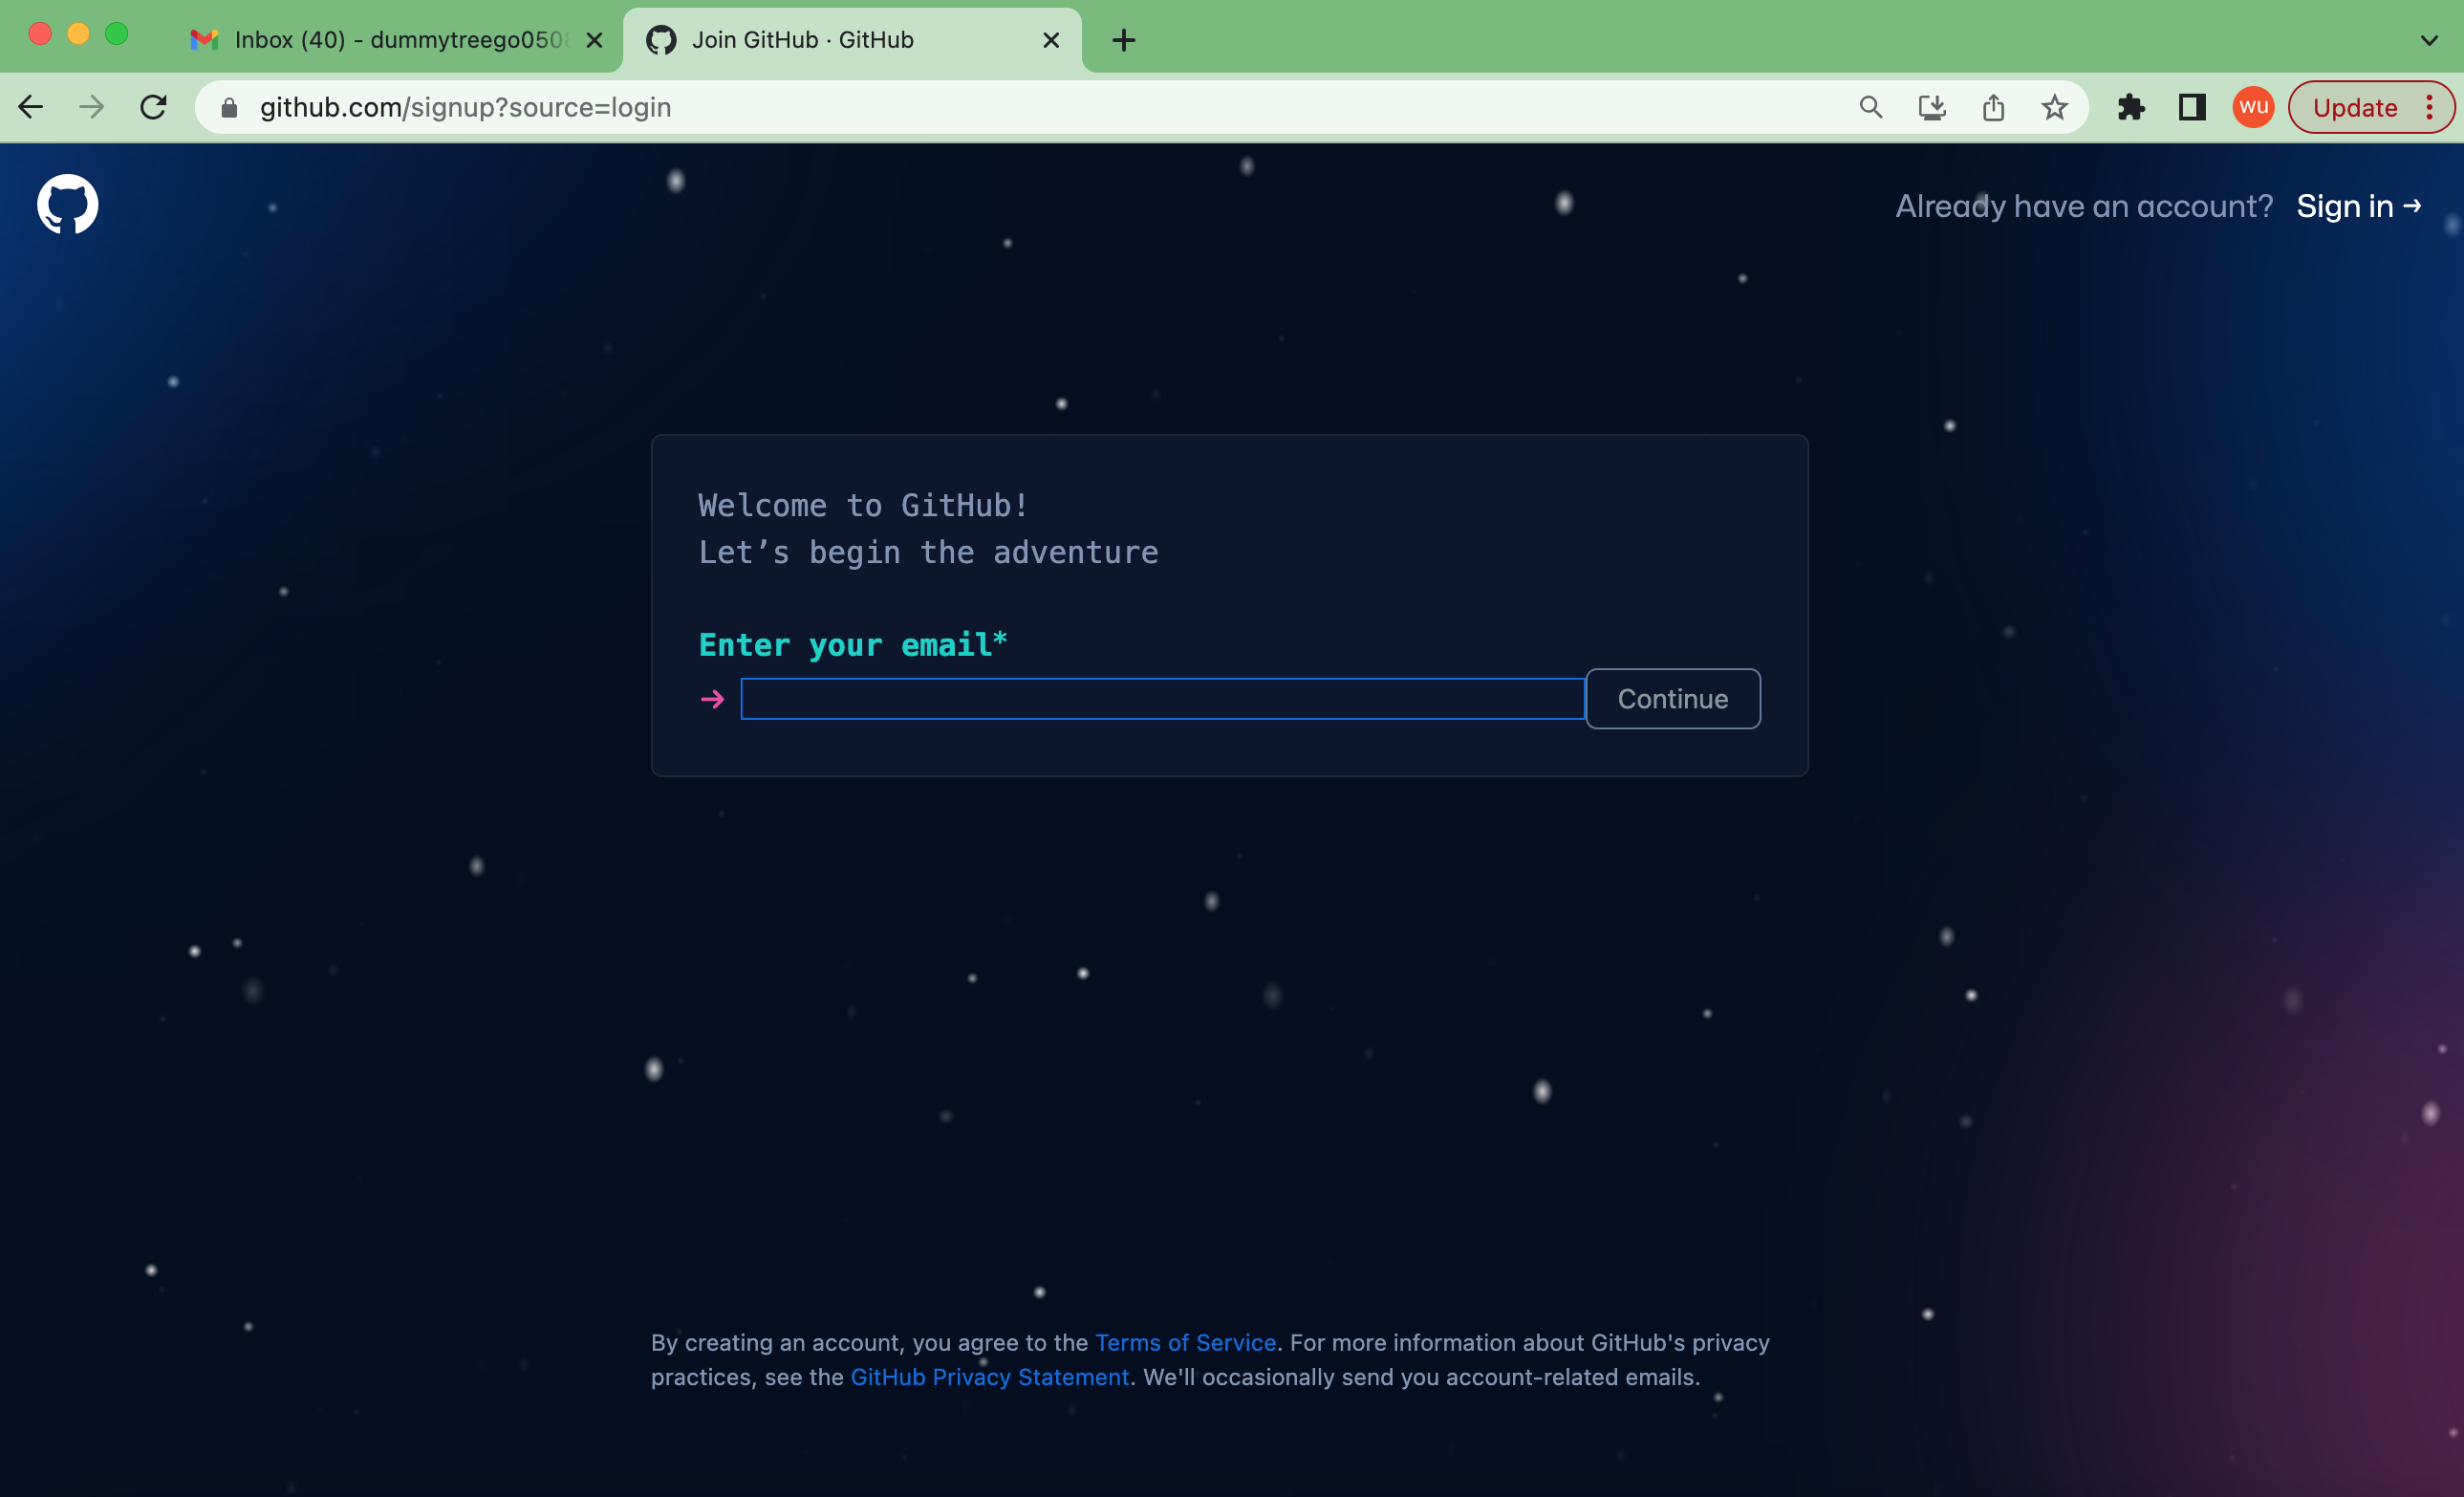 Inbox (40) - dummytreego050
Join GitHub · GitHub
github.com/signup?source=login
WU
Update
Already have an account? Sign in →
Welcome to GitHub!
Let’s begin the adventure
Enter your email*
→
Continue
By creating an account, you agree to the Terms of Service. For more information about GitHub's privacy
practices, see the GitHub Privacy Statement. We'll occasionally send you account-related emails.